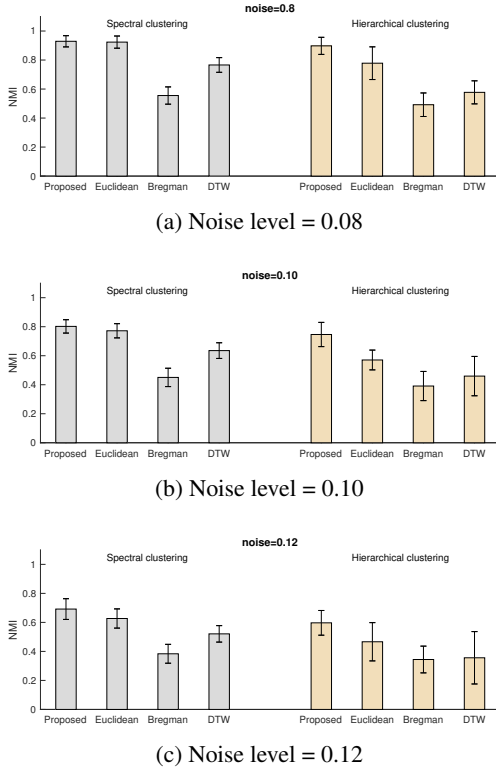 noise=0.8
Spectral clustering Hierarchical clustering
1
0.8
0.6
0.4
0.2
0
NMI
Proposed Euclidean Bregman DTW Proposed Euclidean Bregman DTW
(a) Noise level = 0.08
noise=0.10
Spectral clustering Hierarchical clustering
1
0.8
0.6
0.4
0.2
0
NMI
Proposed Euclidean Bregman DTW Proposed Euclidean Bregman DTW
(b) Noise level = 0.10
noise=0.12
Spectral clustering Hierarchical clustering
1
0.8
0.6
0.4
0.2
0
NMI
Proposed Euclidean Bregman DTW Proposed Euclidean Bregman DTW
(c) Noise level = 0.12